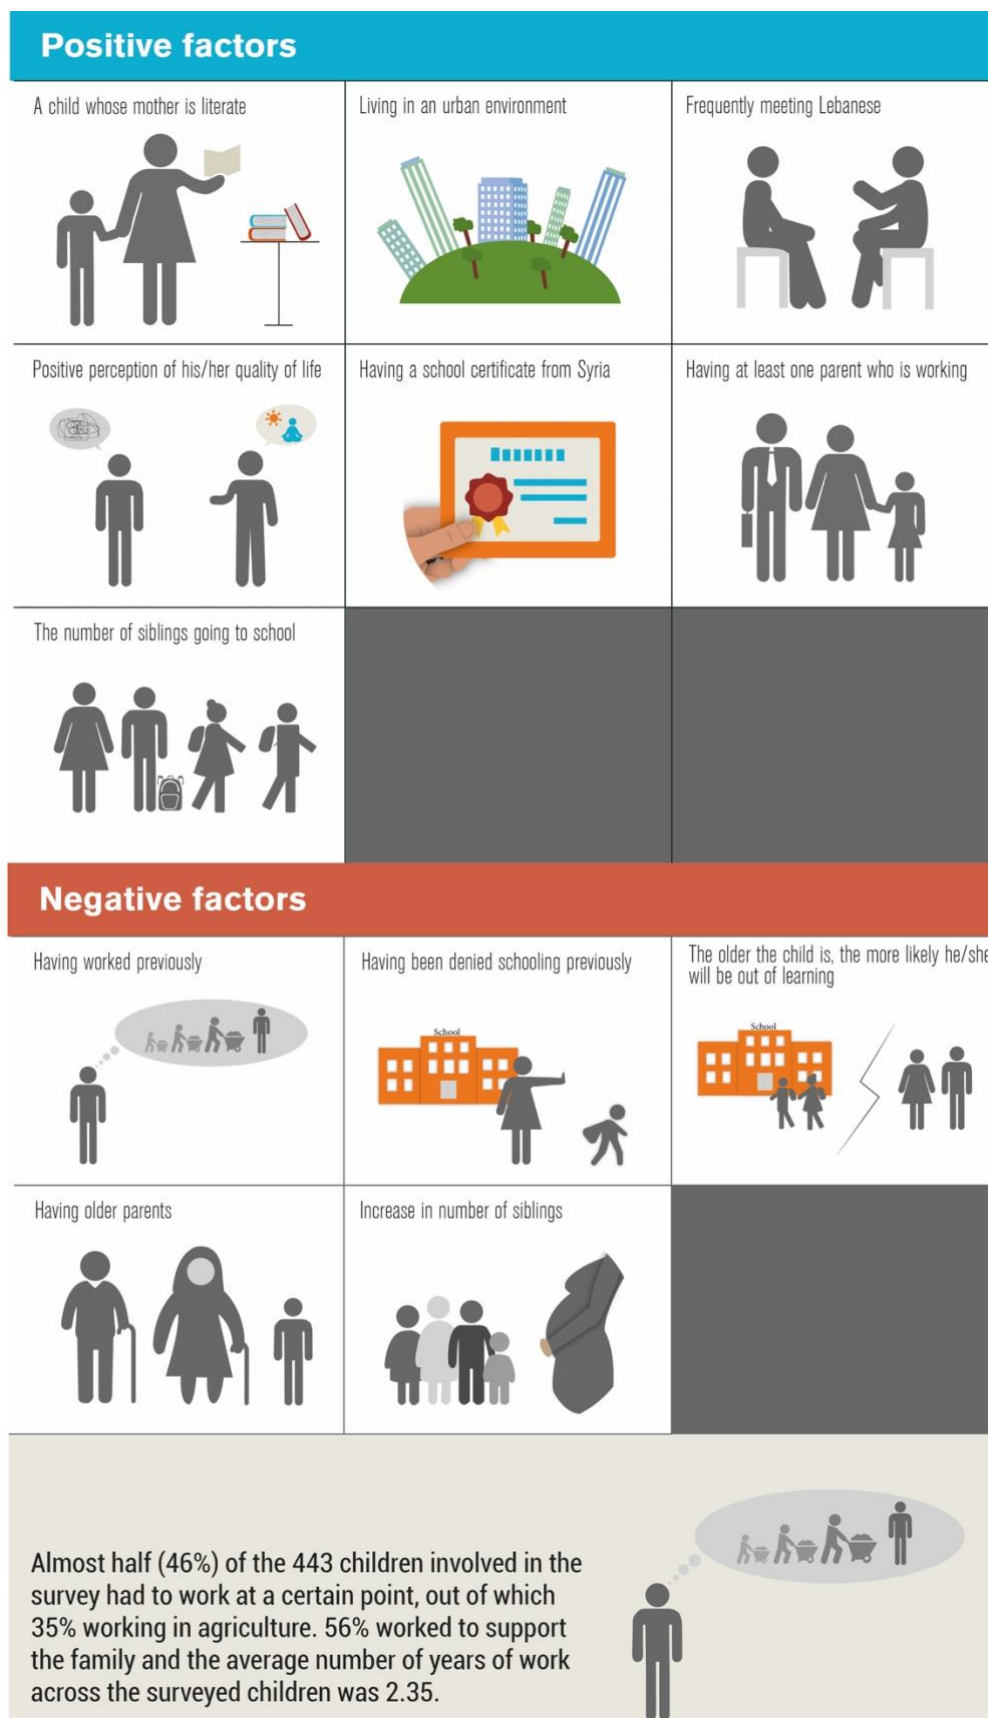 Positive factors
A child whose mother is literate
Living in an urban environment
Frequently meeting Lebanese
Positive perception of his/her quality of life
Having a school certificate from Syria
Having at least one parent who is working
The number of siblings going to school
Negative factors
Having worked previously
Having been denied schooling previously
The older the child is, the more likely he/she
will be out of learning
School
School
Having older parents
Increase in number of siblings
Almost half (46%) of the 443 children involved in the
survey had to work at a certain point, out of which
35% working in agriculture. 56% worked to support
the family and the average number of years of work
across the surveyed children was 2.35.